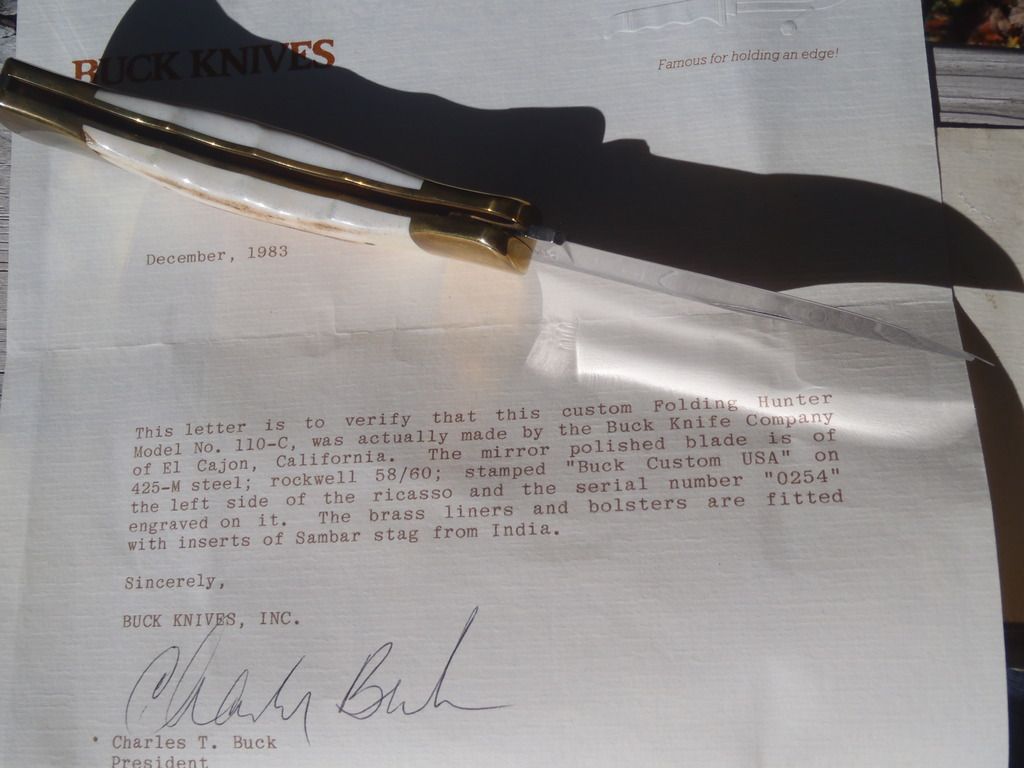 BUCK KNIVES
Famous for holding an edge!
December, 1983
This letter is to verify that this custom Folding Hunter
Model No. 110-C, was actually made by the Buck Knife Company
of El Cajon, California. The mirror polished blade is of
425-M steel; rockwell 58/60; stamped "Buck Custom USA" on
the left side of the ricasso and the serial number "0254"
engraved on it. The brass liners and bolsters are fitted
with inserts of Sambar stag from India.
Sincerely,
BUCK KNIVES, INC.
Charles Buck
Charles T. Buck
President